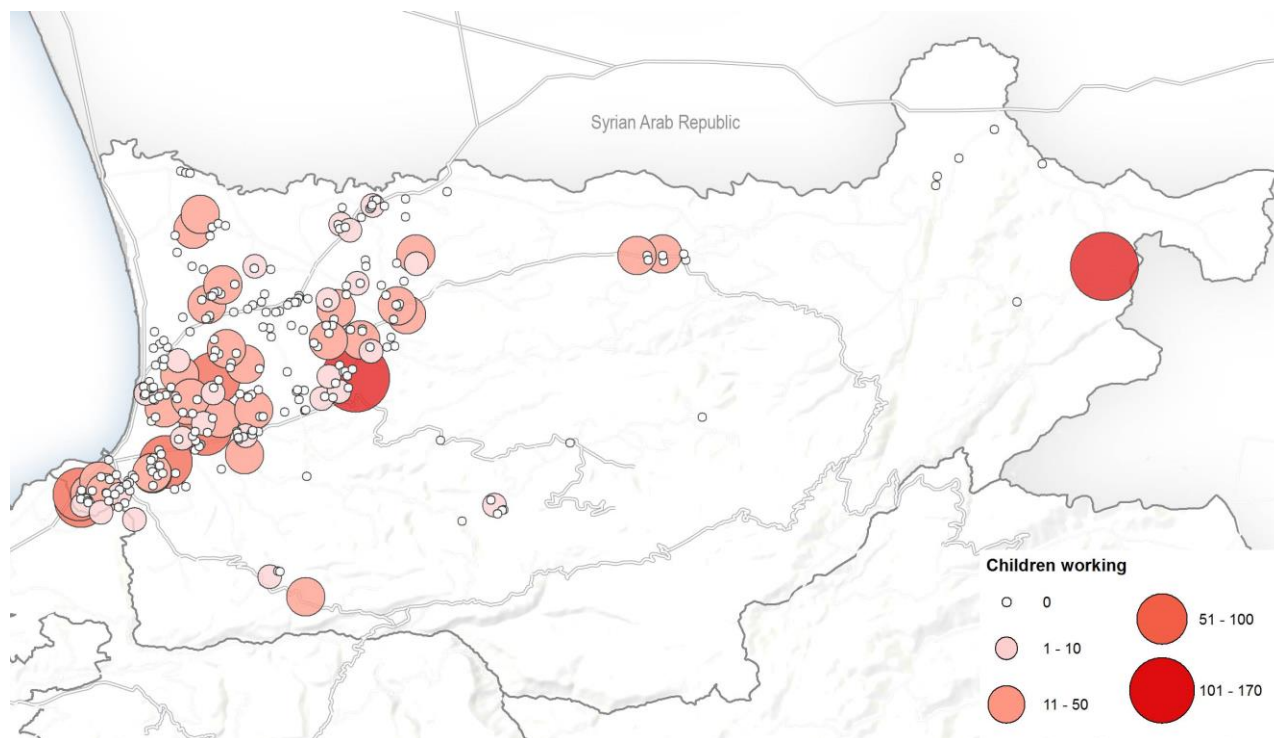 Syrian Arab Republic
Children working
0
1 - 10
11 - 50
51 - 100
101 - 170